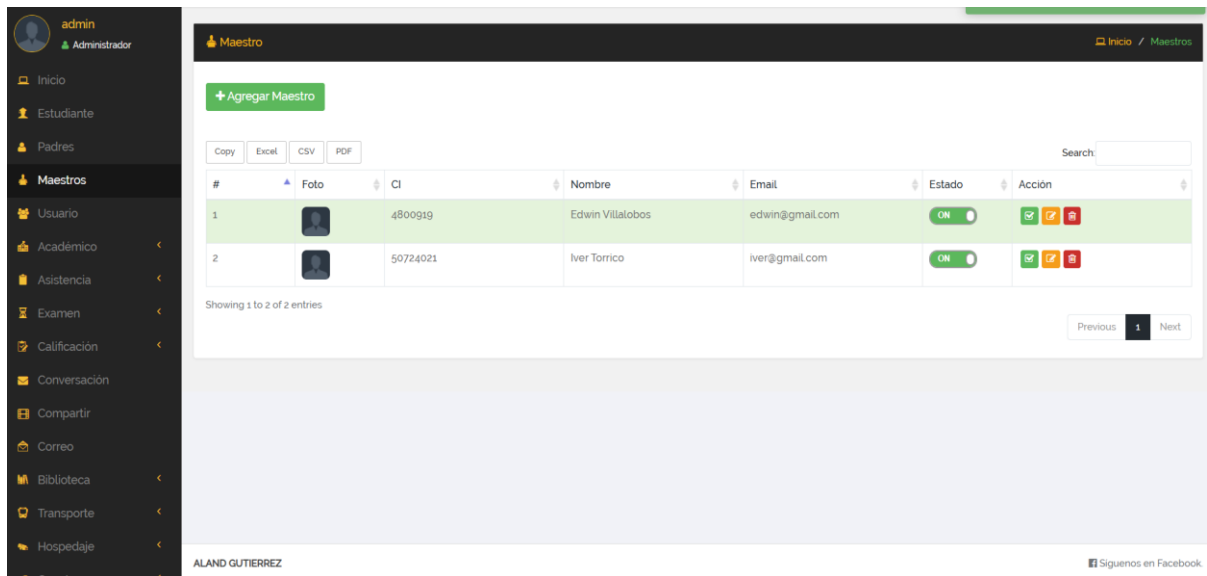 admin
Administrador
Inicio
Estudiante
Padres
Maestros
Usuario
Académico
Asistencia
Examen
Calificación
Conversación
Compartir
Correo
Biblioteca
Transporte
Hospedaje
Maestro
Inicio / Maestros
+ Agregar Maestro
Copy Excel CSV PDF
Search:
# Foto CI Nombre Email Estado Acción
1 4800919 Edwin Villalobos edwin@gmail.com ON
2 50724021 Iver Torrico iver@gmail.com ON
Showing 1 to 2 of 2 entries
Previous 1 Next
ALAND GUTIERREZ
Siguenos en Facebook.